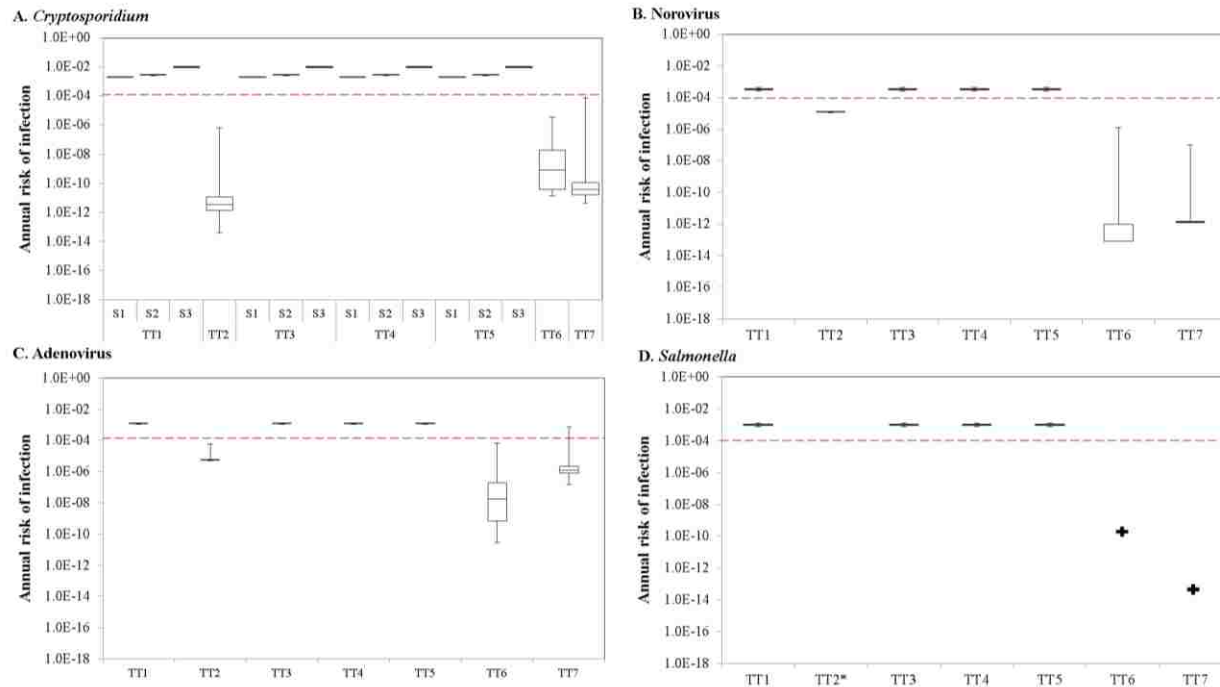 A. Cryptosporidium
Annual risk of infection
1.0E+00
1.0E-02
1.0E-04
1.0E-06
1.0E-08
1.0E-10
1.0E-12
1.0E-14
1.0E-16
1.0E-18
S1 S2 S3 S1 S2 S3 S1 S2 S3 S1 S2 S3
TT1 TT2 TT3 TT4 TT5 TT6 TT7
B. Norovirus
Annual risk of infection
1.0E+00
1.0E-02
1.0E-04
1.0E-06
1.0E-08
1.0E-10
1.0E-12
1.0E-14
1.0E-16
1.0E-18
TT1 TT2 TT3 TT4 TT5 TT6 TT7
C. Adenovirus
Annual risk of infection
1.0E+00
1.0E-02
1.0E-04
1.0E-06
1.0E-08
1.0E-10
1.0E-12
1.0E-14
1.0E-16
1.0E-18
TT1 TT2 TT3 TT4 TT5 TT6 TT7
D. Salmonella
Annual risk of infection
1.0E+00
1.0E-02
1.0E-04
1.0E-06
1.0E-08
1.0E-10
1.0E-12
1.0E-14
1.0E-16
1.0E-18
TT1 TT2* TT3 TT4 TT5 TT6 TT7